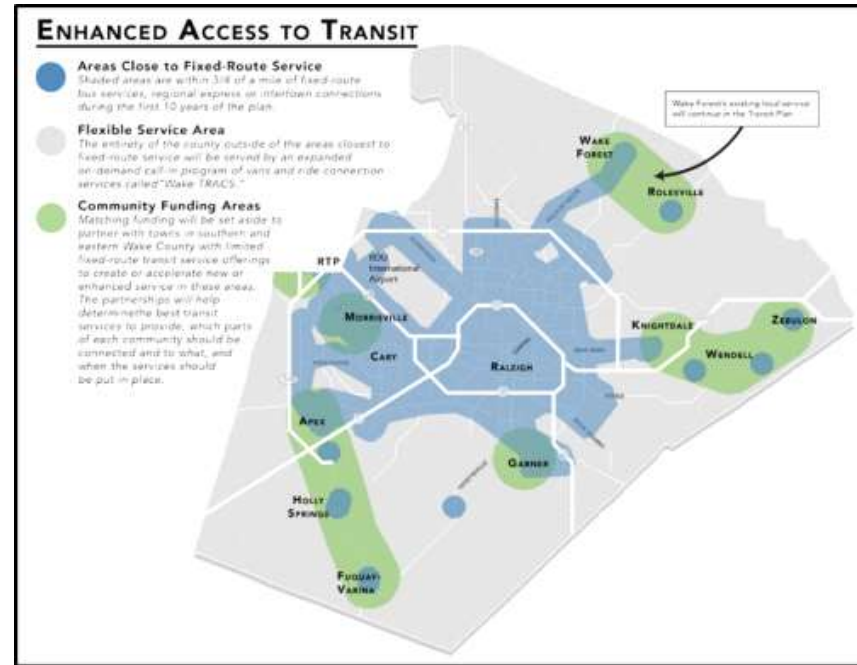 ENHANCED ACCESS TO TRANSIT
Areas Close to Fixed-Route Service
Shaded areas are within 3/4 of a mile of fixed-route
bus services, regional express or intertown connections
during the first 10 years of the plan.
Flexible Service Area
The entirety of the county outside of the areas closest to
fixed-route service will be served by an expanded
on-demand call-in program of vans and ride connection
services called "Wake TRACS."
Community Funding Areas
Matching funding will be set aside to
partner with towns in southern and
eastern Wake County with limited
fixed-route transit service offerings
to create or accelerate new or
enhanced service in these areas.
The partnerships will help
determinethe best transit
services to provide, which parts
of each community should be
connected and to what, and
when the services should
be put in place.
Wake Forest's existing local service
will continue in the Transit Plan
WAKE
FOREST
ROLESVILLE
RTP
RDU
International
Airport
MORRISVILLE
CARY
RALEIGH
KNIGHTDALE
ZEBULON
WENDELL
APEX
GARNER
HOLLY
SPRINGS
FUQUAY-
VARINA